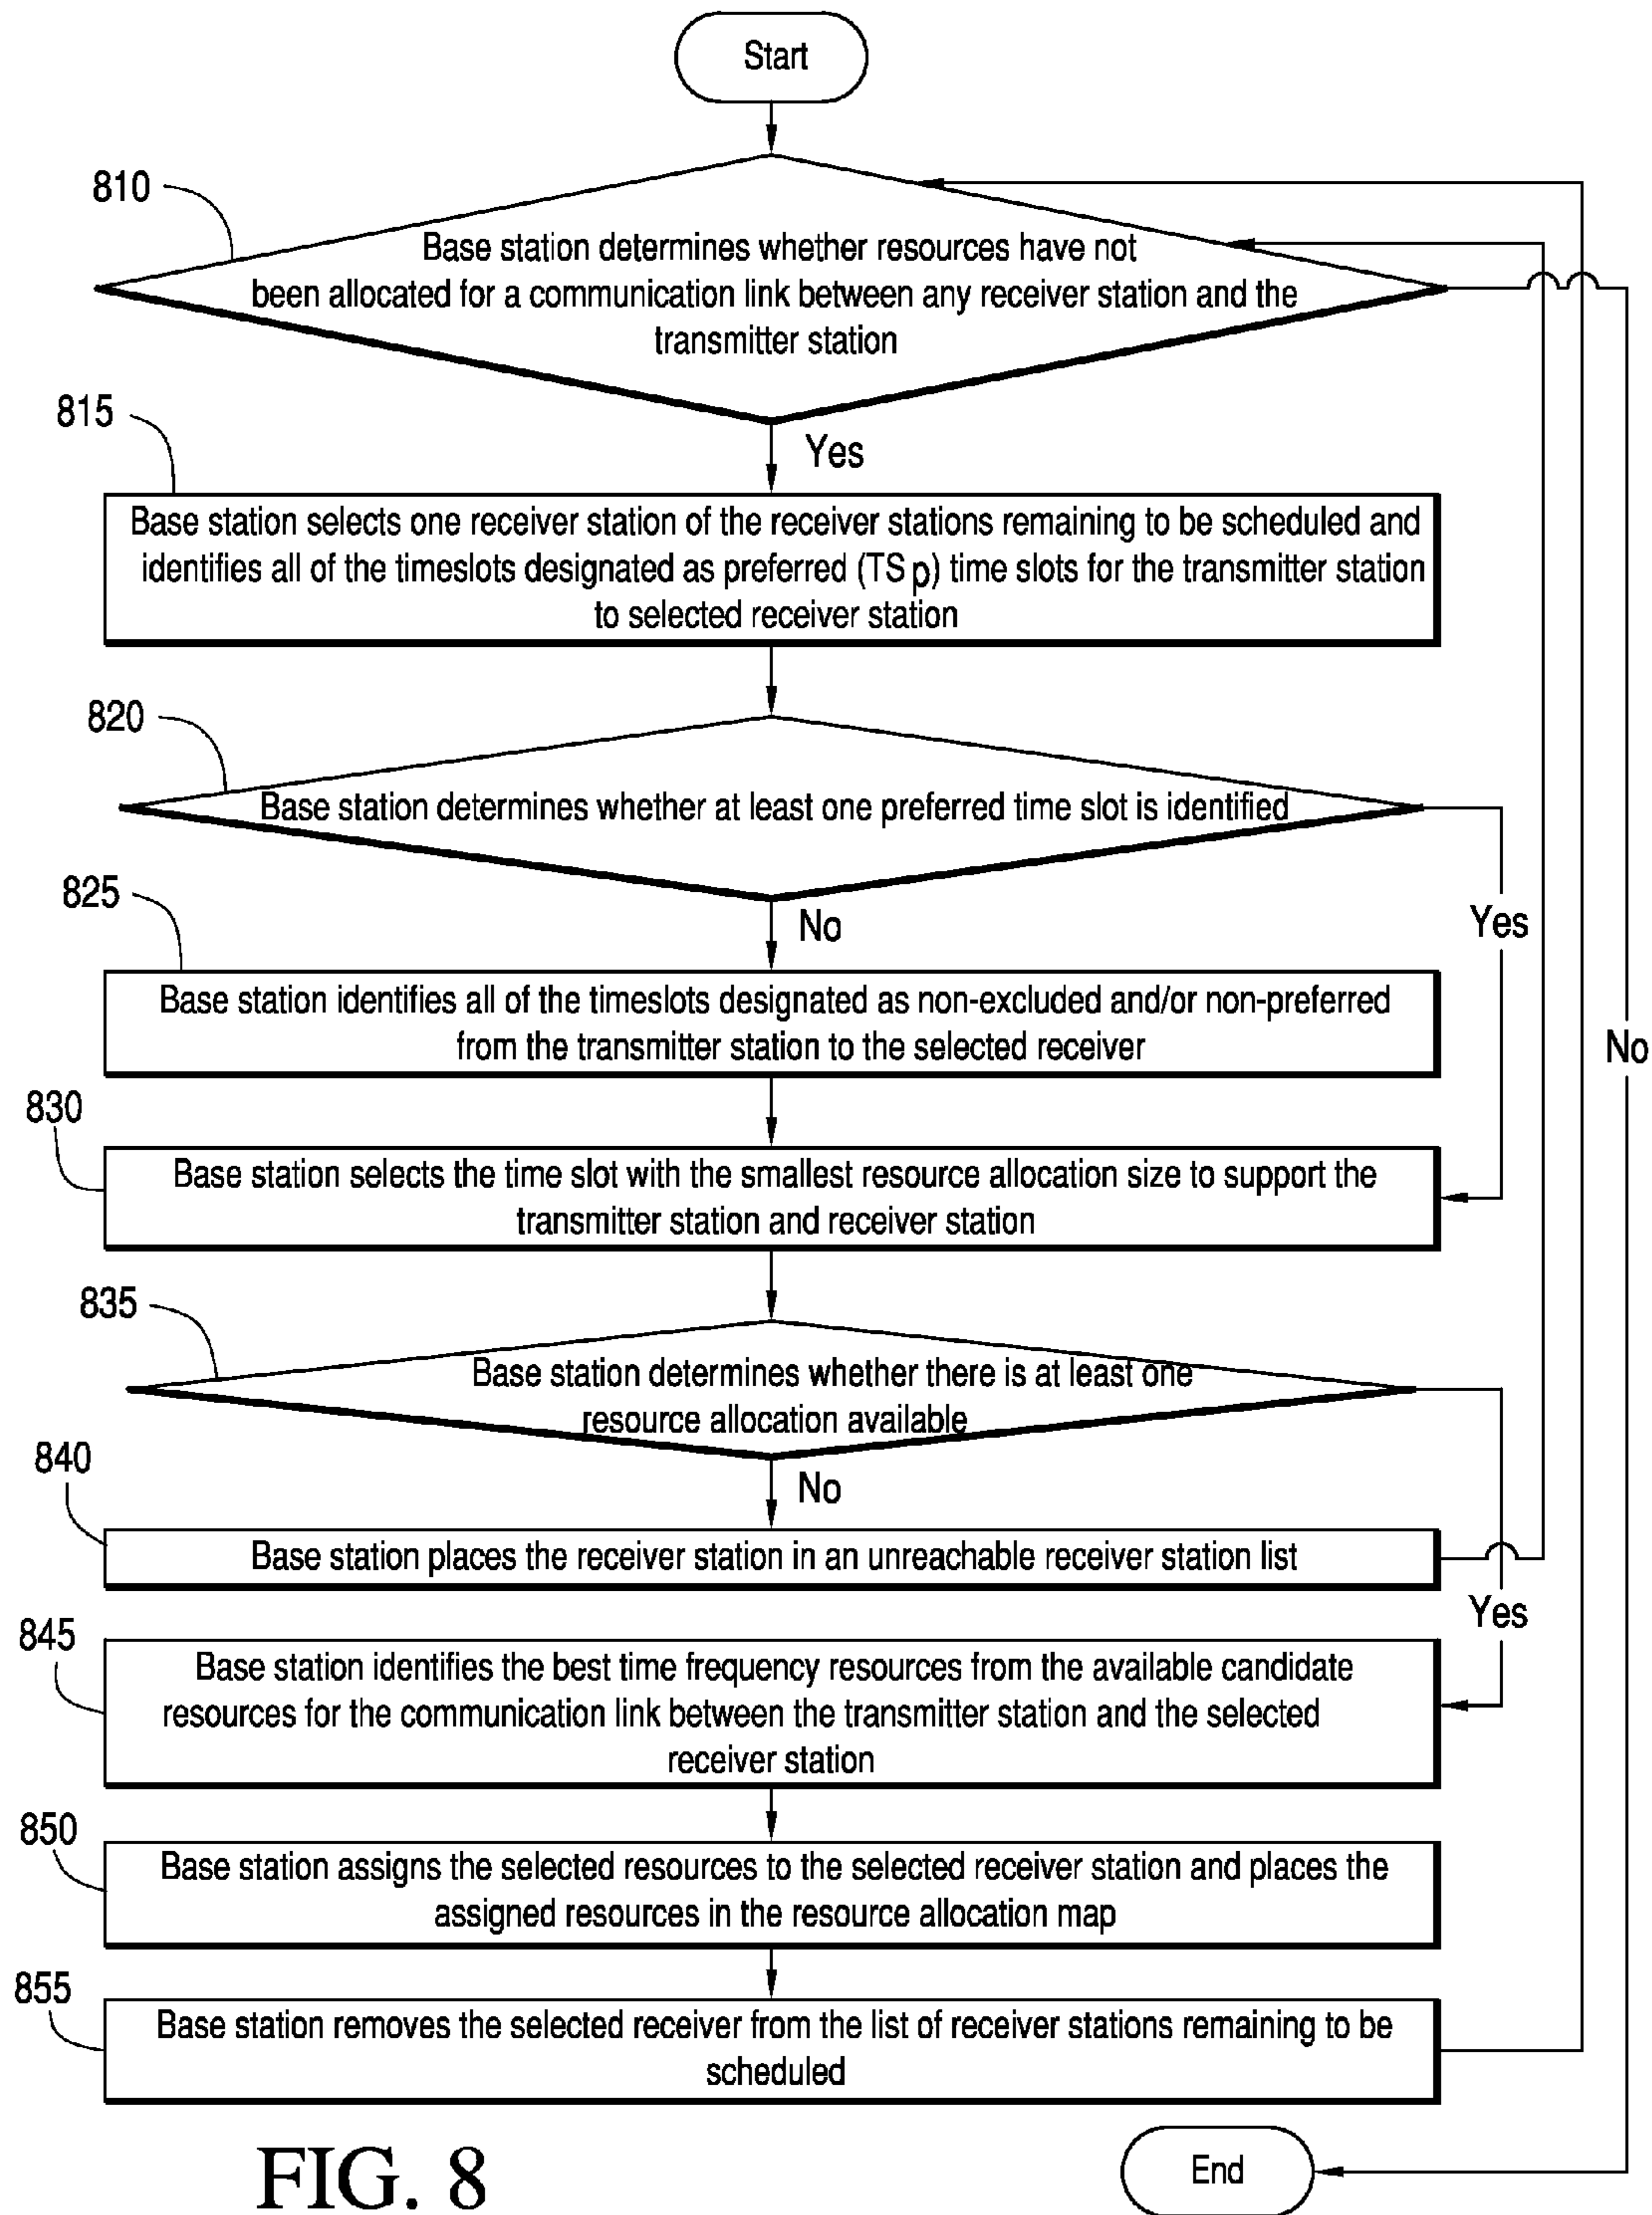 Start
810
Base station determines whether resources have not
been allocated for a communication link between any receiver station and the
transmitter station
815
Yes
Base station selects one receiver station of the receiver stations remaining to be scheduled and
identifies all of the timeslots designated as preferred (TS p) time slots for the transmitter station
to selected receiver station
820
Base station determines whether at least one preferred time slot is identified
825
No
Yes
Base station identifies all of the timeslots designated as non-excluded and/or non-preferred
from the transmitter station to the selected receiver
No
830
Base station selects the time slot with the smallest resource allocation size to support the
transmitter station and receiver station
835
Base station determines whether there is at least one
resource allocation available
840
No
Base station places the receiver station in an unreachable receiver station list
Yes
845
Base station identifies the best time frequency resources from the available candidate
resources for the communication link between the transmitter station and the selected
receiver station
850
Base station assigns the selected resources to the selected receiver station and places the
assigned resources in the resource allocation map
855
Base station removes the selected receiver from the list of receiver stations remaining to be
scheduled
FIG. 8
End